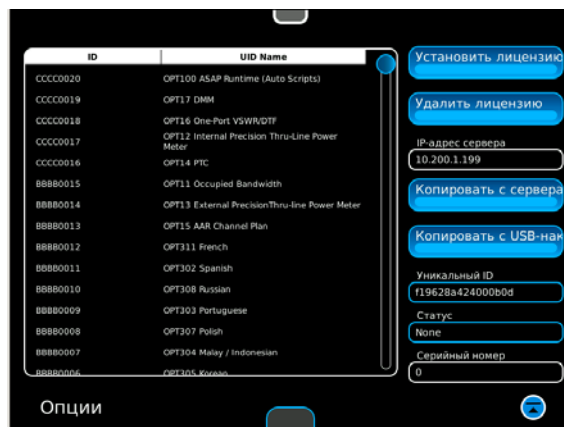 ID UID Name
CCCC0020 OPT100 ASAP Runtime (Auto Scripts)
CCCC0019 OPT17 DMM
CCCC0018 OPT16 One-Port VSWR/DTF
CCCC0017 OPT12 Internal Precision Thru-Line Power
Meter
CCCC0016 OPT14 PTC
BBBB0015 OPT11 Occupied Bandwidth
BBBB0014 OPT13 External PrecisionThru-line Power Meter
BBBB0013 OPT15 AAR Channel Plan
BBBB0012 OPT311 French
BBBB0011 OPT302 Spanish
BBBB0010 OPT308 Russian
BBBB0009 OPT303 Portuguese
BBBB0008 OPT307 Polish
BBBB0007 OPT304 Malay / Indonesian
BBBB0006 OPT305 Korean
Установить лицензию
Удалить лицензию
IP-адрес сервера
10.200.1.199
Копировать с сервера
Копировать с USB-нак
Уникальный ID
f19628a424000b0d
Статус
None
Серийный номер
0
Опции